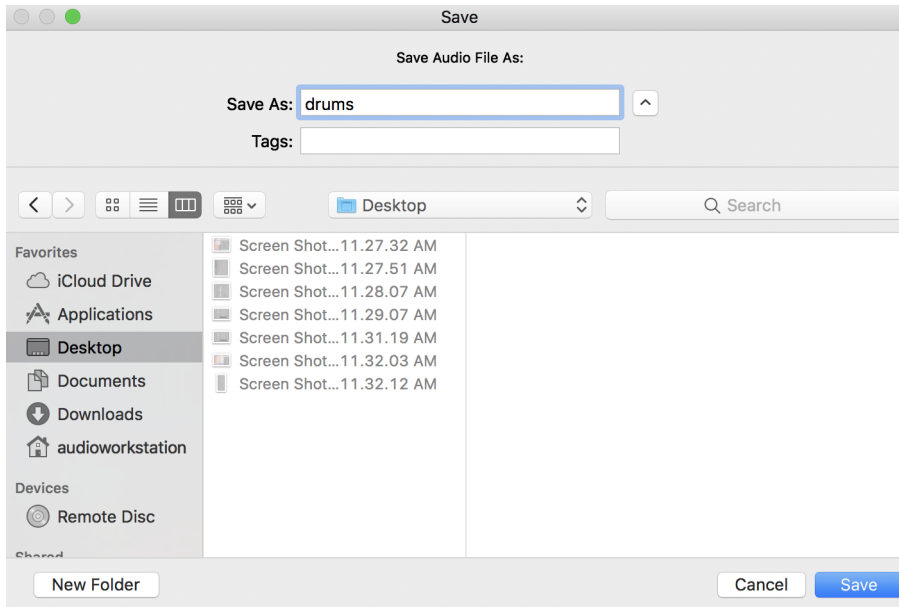 Save
Save Audio File As:
Save As: drums
Tags:
Desktop
Search
Favorites
iCloud Drive
Applications
Desktop
Documents
Downloads
audioworkstation
Devices
Remote Disc
Shared
Screen Shot...11.27.32 AM
Screen Shot...11.27.51 AM
Screen Shot...11.28.07 AM
Screen Shot...11.29.07 AM
Screen Shot...11.31.19 AM
Screen Shot...11.32.03 AM
Screen Shot...11.32.12 AM
New Folder
Cancel
Save